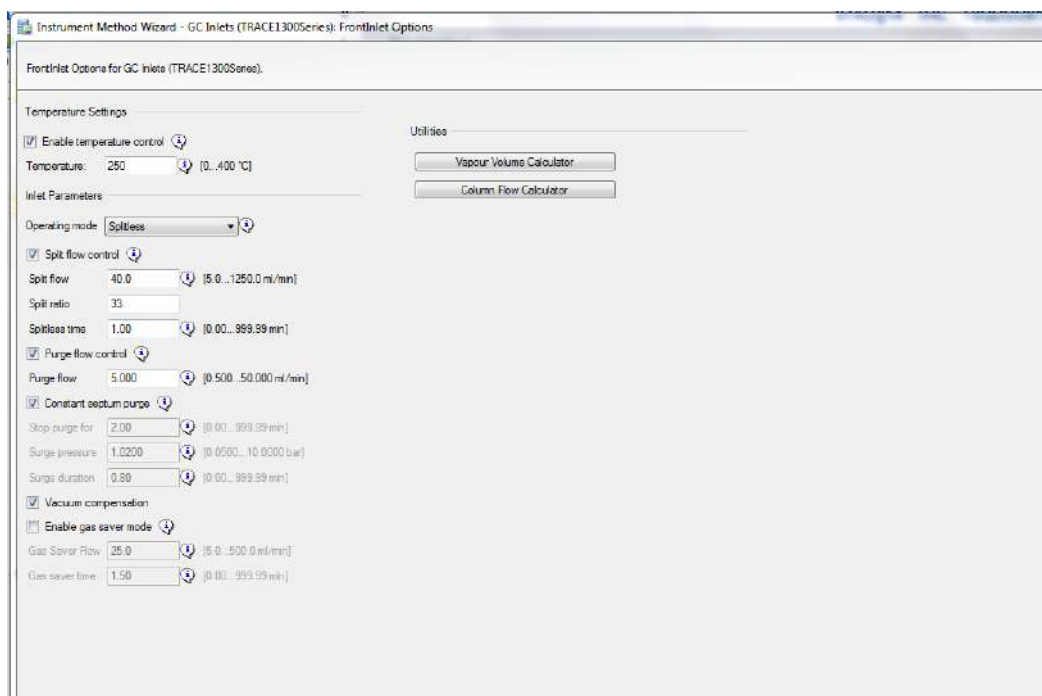 Instrument Method Wizard - GC Inlets (TRACE1300Series): FrontInlet Options
FrontInlet Options for GC Inlets (TRACE1300Series).
Temperature Settings
Enable temperature control
Temperature: 250 [0...400 °C]
Inlet Parameters
Operating mode Splitless
Split flow control
Split flow 40.0 [5.0...1250.0 ml/min]
Split ratio 33
Splitless time 1.00 [0.00...999.99 min]
Purge flow control
Purge flow 5.000 [0.500...50.000 ml/min]
Constant septum purge
Stop purge for 2.00 [0.00...999.99 min]
Surge pressure 1.0200 [0.0500...10.0000 bar]
Surge duration 0.80 [0.00...999.99 min]
Vacuum compensation
Enable gas saver mode
Gas Saver Flow 25.0 [5.0...500.0 ml/min]
Gas saver time 1.50 [0.00...999.99 min]
Utilities
Vapour Volume Calculator
Column Flow Calculator